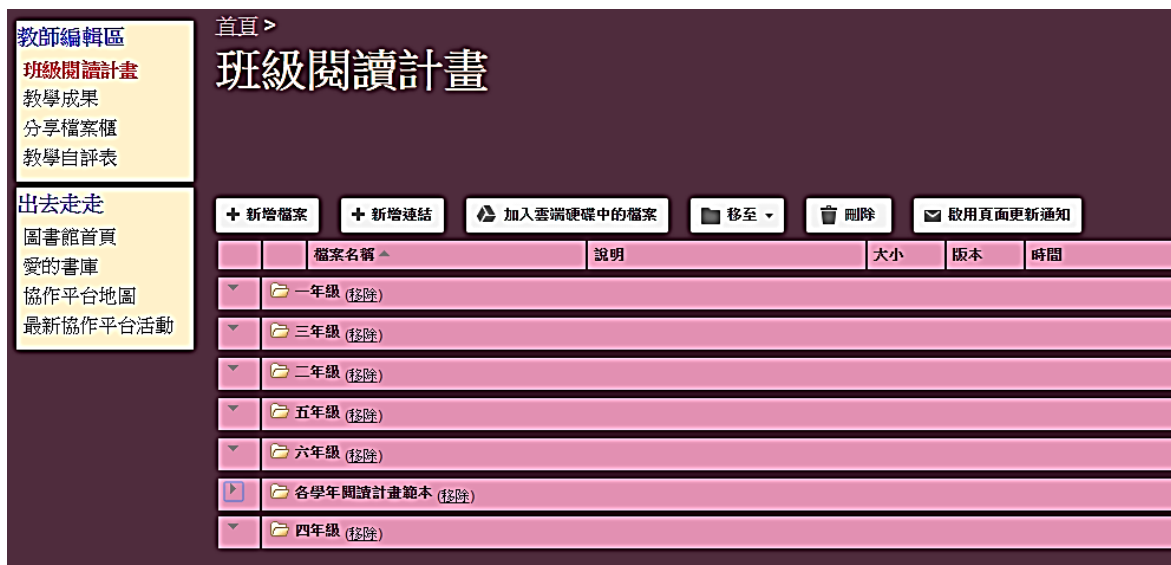 教師編輯區
班級閱讀計畫
教學成果
分享檔案櫃
教學自評表
出去走走
圖書館首頁
愛的書庫
協作平台地圖
最新協作平台活動
首頁 >
班級閱讀計畫
+ 新增檔案 + 新增連結 加入雲端硬碟中的檔案 移至 刪除 啟用頁面更新通知
檔案名稱 說明 大小 版本 時間
一年級 (移除)
三年級 (移除)
二年級 (移除)
五年級 (移除)
六年級 (移除)
各學年閱讀計畫範本 (移除)
四年級 (移除)